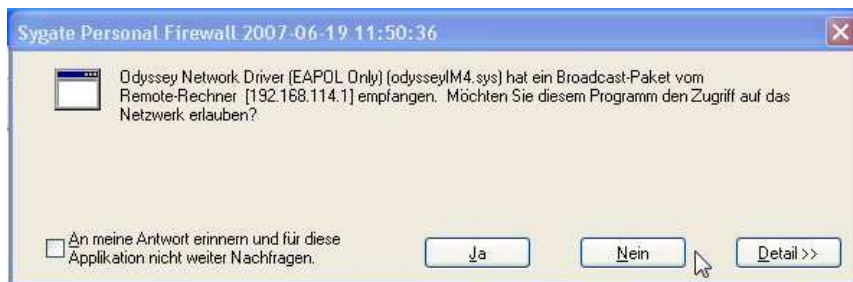 Sygate Personal Firewall 2007-06-19 11:50:36
Odyssey Network Driver (EAPOL Only) (odysseyIM4.sys) hat ein Broadcast-Paket vom
Remote-Rechner [192.168.114.1] empfangen. Möchten Sie diesem Programm den Zugriff auf das
Netzwerk erlauben?
An meine Antwort erinnern und für diese
Applikation nicht weiter Nachfragen.
Ja
Nein
Detail >>